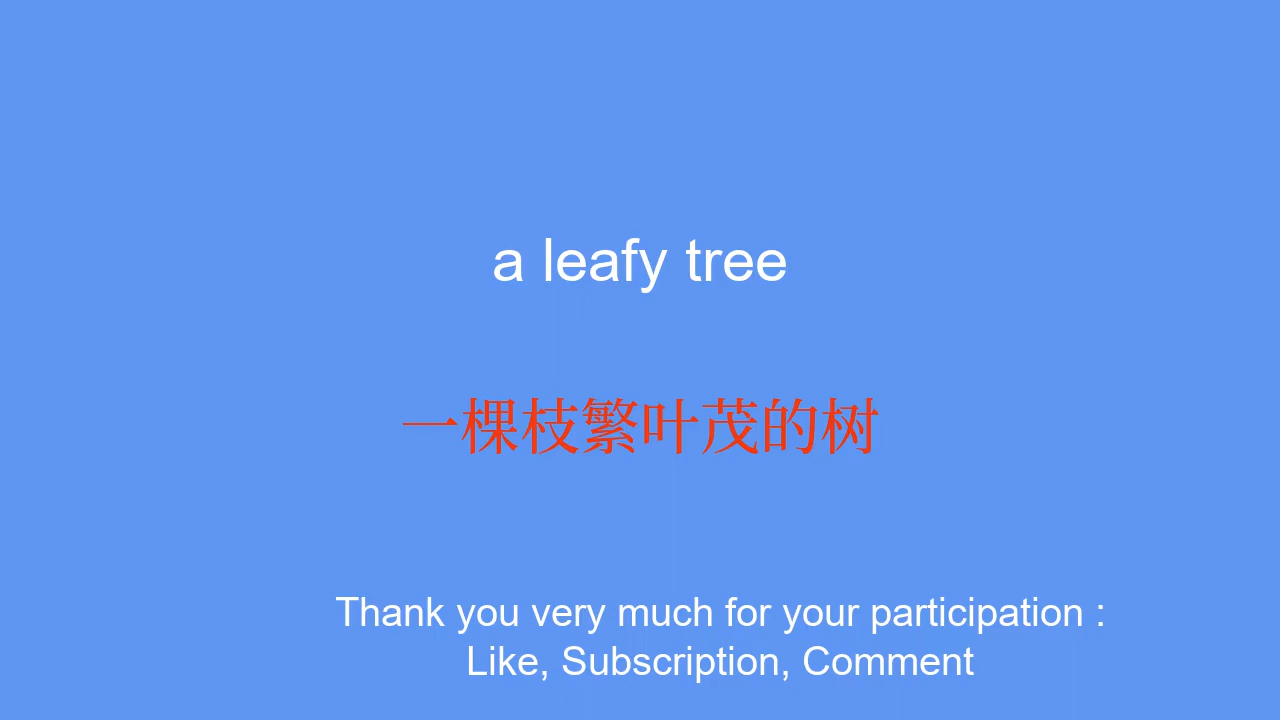 a leafy tree
一棵枝繁叶茂的树
Thank you very much for your participation :
Like, Subscription, Comment